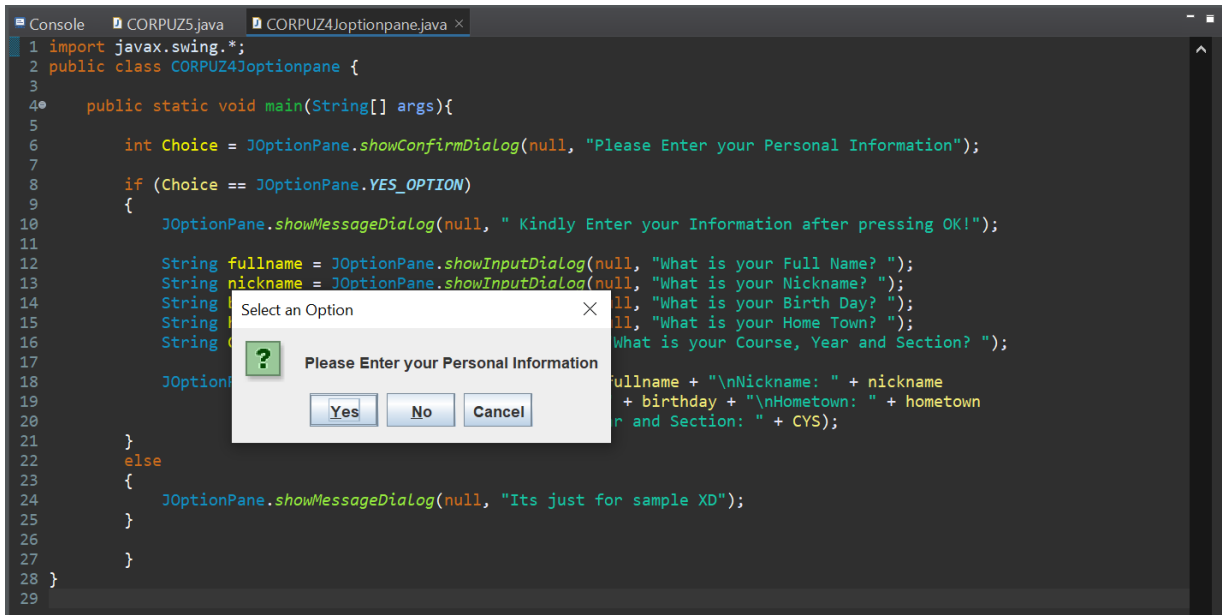 Console CORPUZ5.java CORPUZ4Joptionpane.java
1 import javax.swing.*;
2 public class CORPUZ4Joptionpane {
3
4 public static void main(String[] args){
5
6 int Choice = JOptionPane.showConfirmDialog(null, "Please Enter your Personal Information");
7
8 if (Choice == JOptionPane.YES_OPTION)
9 {
10 JOptionPane.showMessageDialog(null, " Kindly Enter your Information after pressing OK!");
11
12 String fullname = JOptionPane.showInputDialog(null, "What is your Full Name? ");
13 String nickname = JOptionPane.showInputDialog(null, "What is your Nickname? ");
14 String ll, "What is your Birth Day? ");
15 String ll, "What is your Home Town? ");
16 String What is your Course, Year and Section? ");
17
18 JOption ullname + "\nNickname: " + nickname
19 + birthday + "\nHometown: " + hometown
20 r and Section: " + CYS);
21 }
22 else
23 {
24 JOptionPane.showMessageDialog(null, "Its just for sample XD");
25 }
26
27 }
28 }
29
Select an Option
? Please Enter your Personal Information
Yes No Cancel